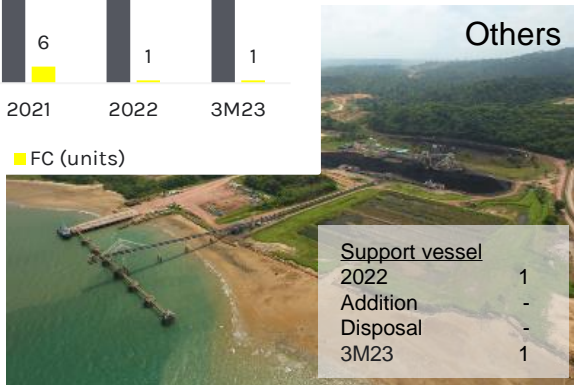 Others
6 1 1
2021 2022 3M23
FC (units)
Support vessel
2022 1
Addition -
Disposal -
3M23 1